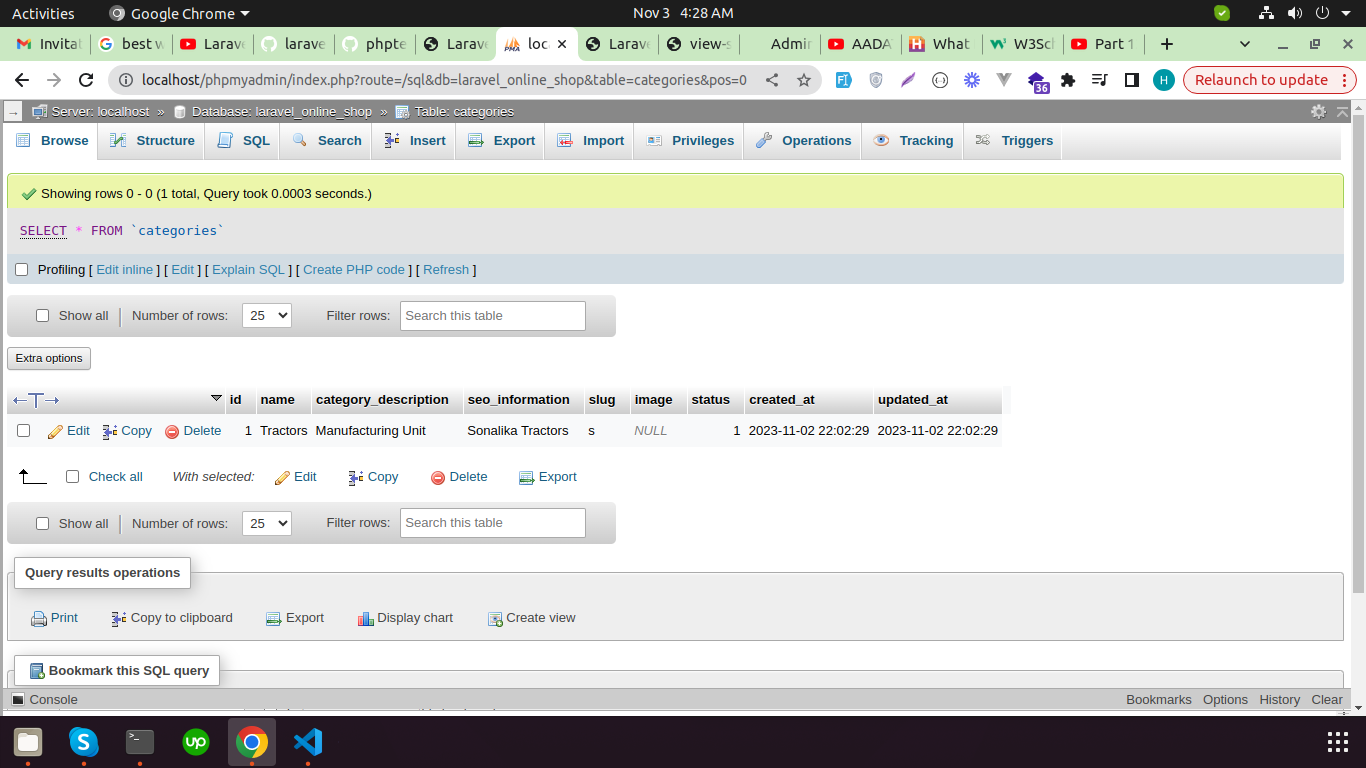 Activities Google Chrome Nov 3 4:28 AM
Invitat best w Larave larave phpte Larave loca Larave view-s Admin AADA What W3Sch Part 1
localhost/phpmyadmin/index.php?route=/sql&db=laravel_online_shop&table=categories&pos=0 36 H Relaunch to update
Server: localhost » Database: laravel_online_shop » Table: categories
Browse Structure SQL Search Insert Export Import Privileges Operations Tracking Triggers
Showing rows 0 - 0 (1 total, Query took 0.0003 seconds.)
SELECT * FROM `categories`
Profiling [ Edit inline ] [ Edit ] [ Explain SQL ] [ Create PHP code ] [ Refresh ]
Show all Number of rows: 25 Filter rows: Search this table
Extra options
id name category_description seo_information slug image status created_at updated_at
Edit Copy Delete 1 Tractors Manufacturing Unit Sonalika Tractors s NULL 1 2023-11-02 22:02:29 2023-11-02 22:02:29
Check all With selected: Edit Copy Delete Export
Show all Number of rows: 25 Filter rows: Search this table
Query results operations
Print Copy to clipboard Export Display chart Create view
Bookmark this SQL query
Console Bookmarks Options History Clear